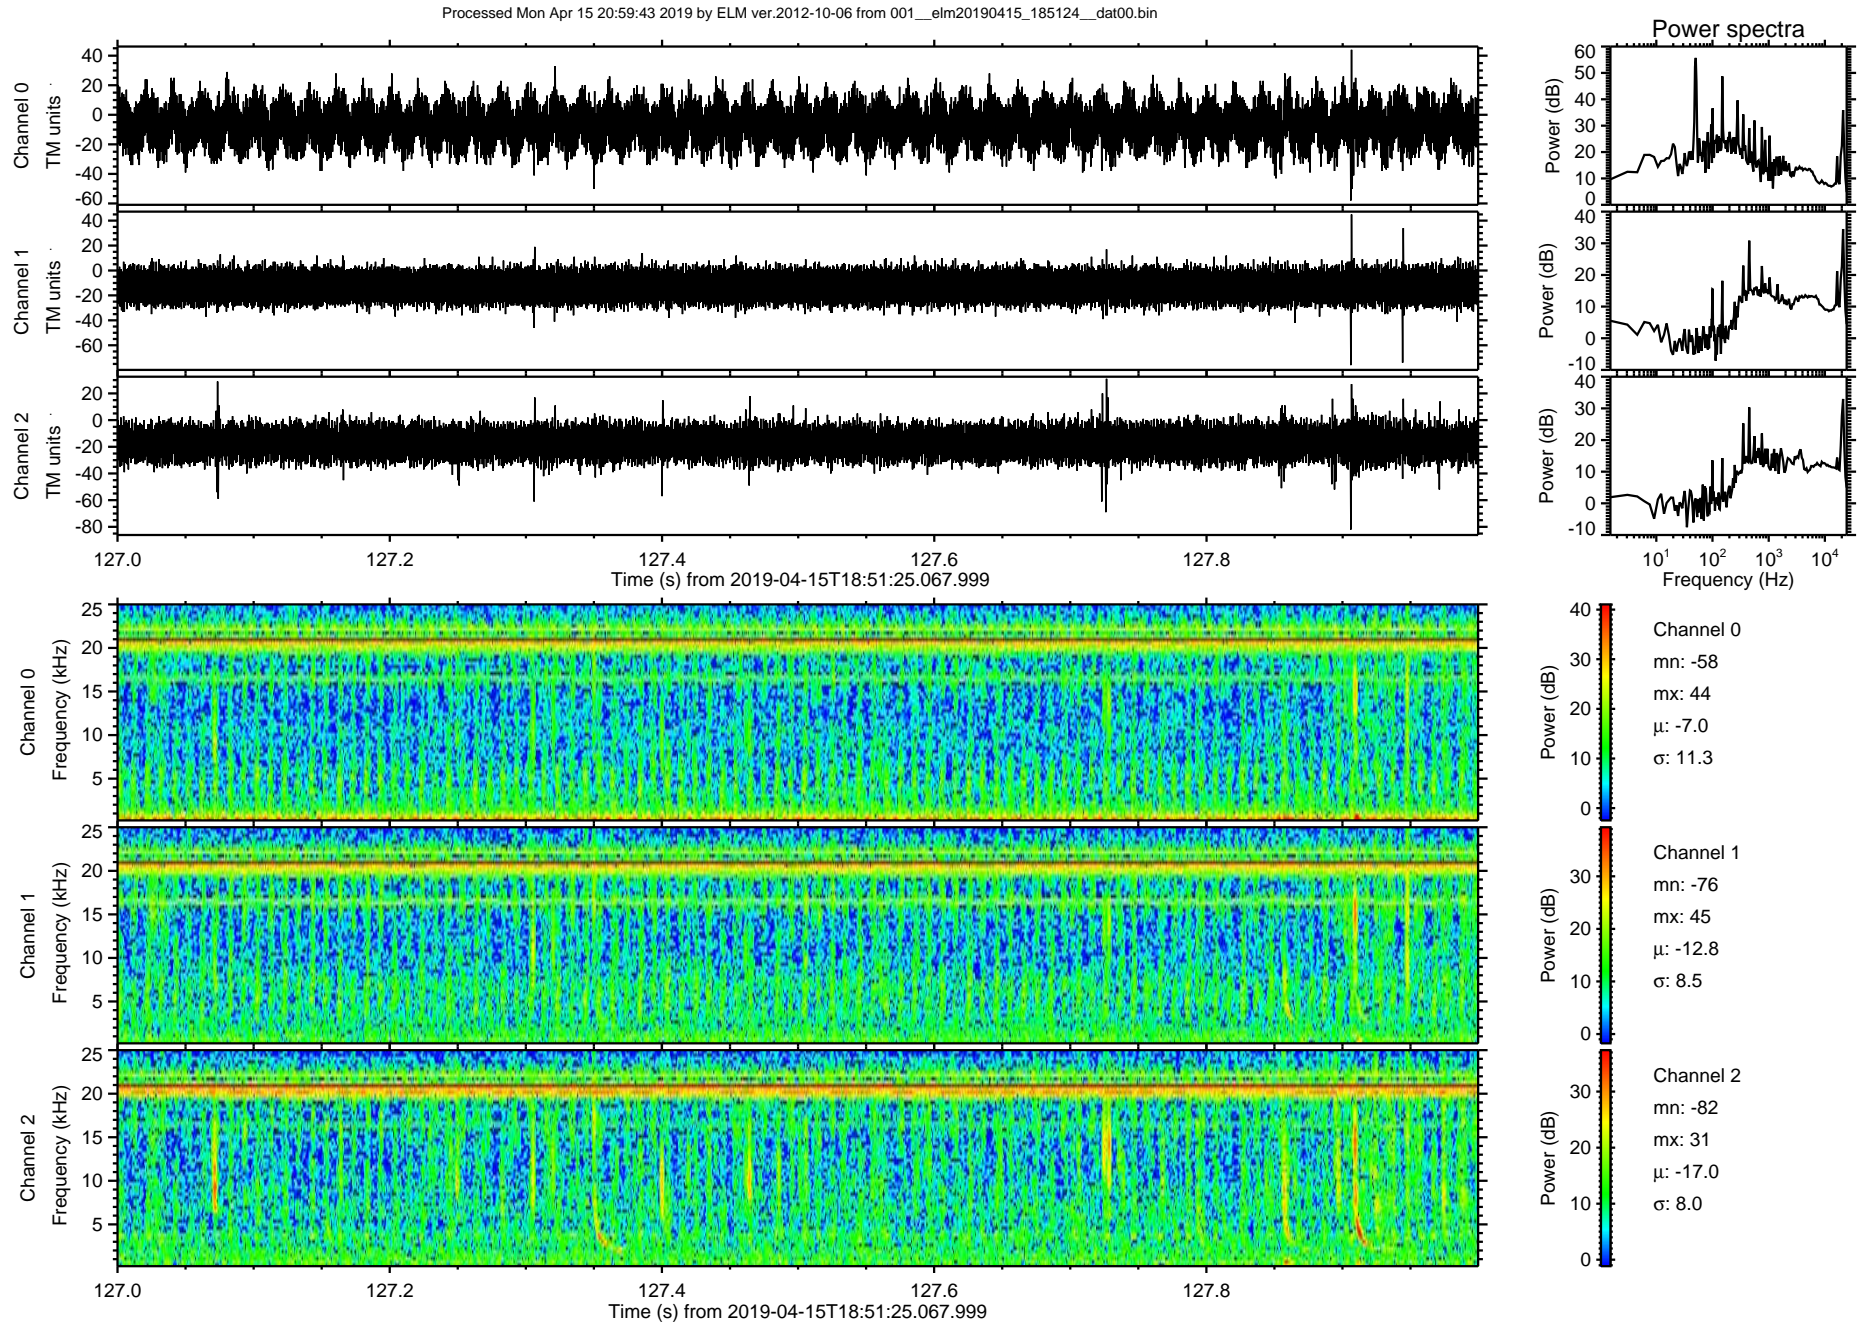 Processed Mon Apr 15 20:59:43 2019 by ELM ver.2012-10-06 from 001__elm20190415_185124__dat00.bin
Power spectra
Channel 0
TM units
40
20
0
-20
-40
-60
Power (dB)
60
50
40
30
20
10
0
Channel 1
TM units
40
20
0
-20
-40
-60
Power (dB)
40
30
20
10
0
-10
Channel 2
TM units
20
0
-20
-40
-60
-80
Power (dB)
40
30
20
10
0
-10
127.0 127.2 127.4 127.6 127.8
Time (s) from 2019-04-15T18:51:25.067.999
10^1 10^2 10^3 10^4
Frequency (Hz)
Channel 0
Frequency (kHz)
25
20
15
10
5
Power (dB)
40
30
20
10
0
Channel 0
mn: -58
mx: 44
μ: -7.0
σ: 11.3
Channel 1
Frequency (kHz)
25
20
15
10
5
Power (dB)
30
20
10
0
Channel 1
mn: -76
mx: 45
μ: -12.8
σ: 8.5
Channel 2
Frequency (kHz)
25
20
15
10
5
Power (dB)
30
20
10
0
Channel 2
mn: -82
mx: 31
μ: -17.0
σ: 8.0
127.0 127.2 127.4 127.6 127.8
Time (s) from 2019-04-15T18:51:25.067.999